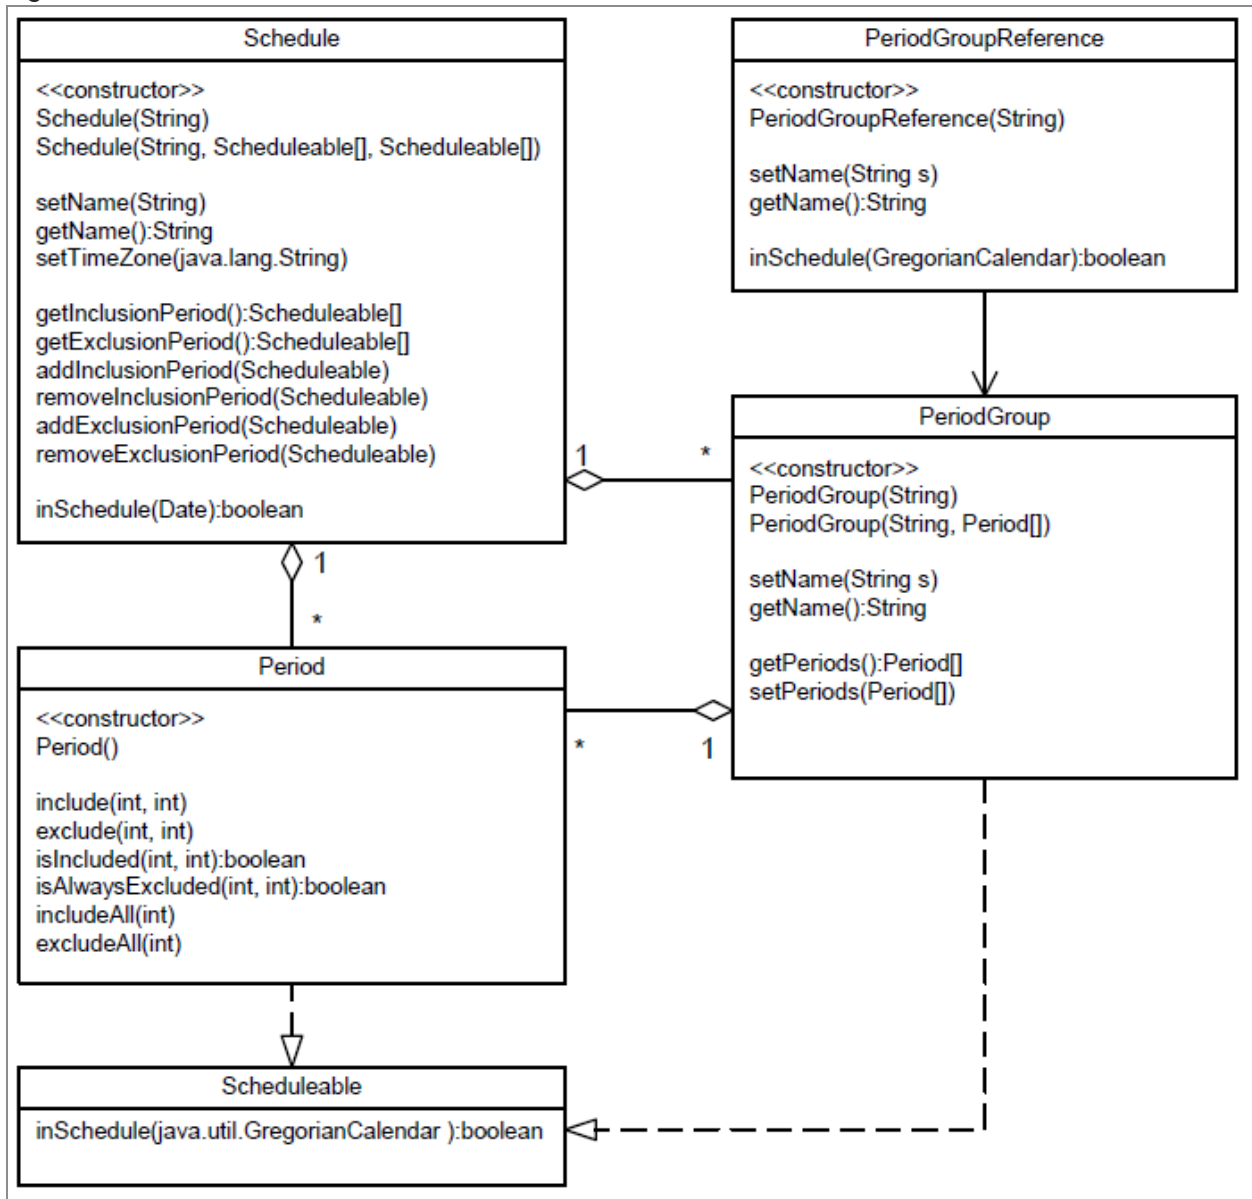 Schedule
<<constructor>>
Schedule(String)
Schedule(String, Scheduleable[], Scheduleable[])
setName(String)
getName():String
setTimeZone(java.lang.String)
getInclusionPeriod():Scheduleable[]
getExclusionPeriod():Scheduleable[]
addInclusionPeriod(Scheduleable)
removeInclusionPeriod(Scheduleable)
addExclusionPeriod(Scheduleable)
removeExclusionPeriod(Scheduleable)
inSchedule(Date):boolean
PeriodGroupReference
<<constructor>>
PeriodGroupReference(String)
setName(String s)
getName():String
inSchedule(GregorianCalendar):boolean
1
*
PeriodGroup
<<constructor>>
PeriodGroup(String)
PeriodGroup(String, Period[])
setName(String s)
getName():String
getPeriods():Period[]
setPeriods(Period[])
1
*
Period
<<constructor>>
Period()
include(int, int)
exclude(int, int)
isIncluded(int, int):boolean
isAlwaysExcluded(int, int):boolean
includeAll(int)
excludeAll(int)
*
1
Scheduleable
inSchedule(java.util.GregorianCalendar ):boolean